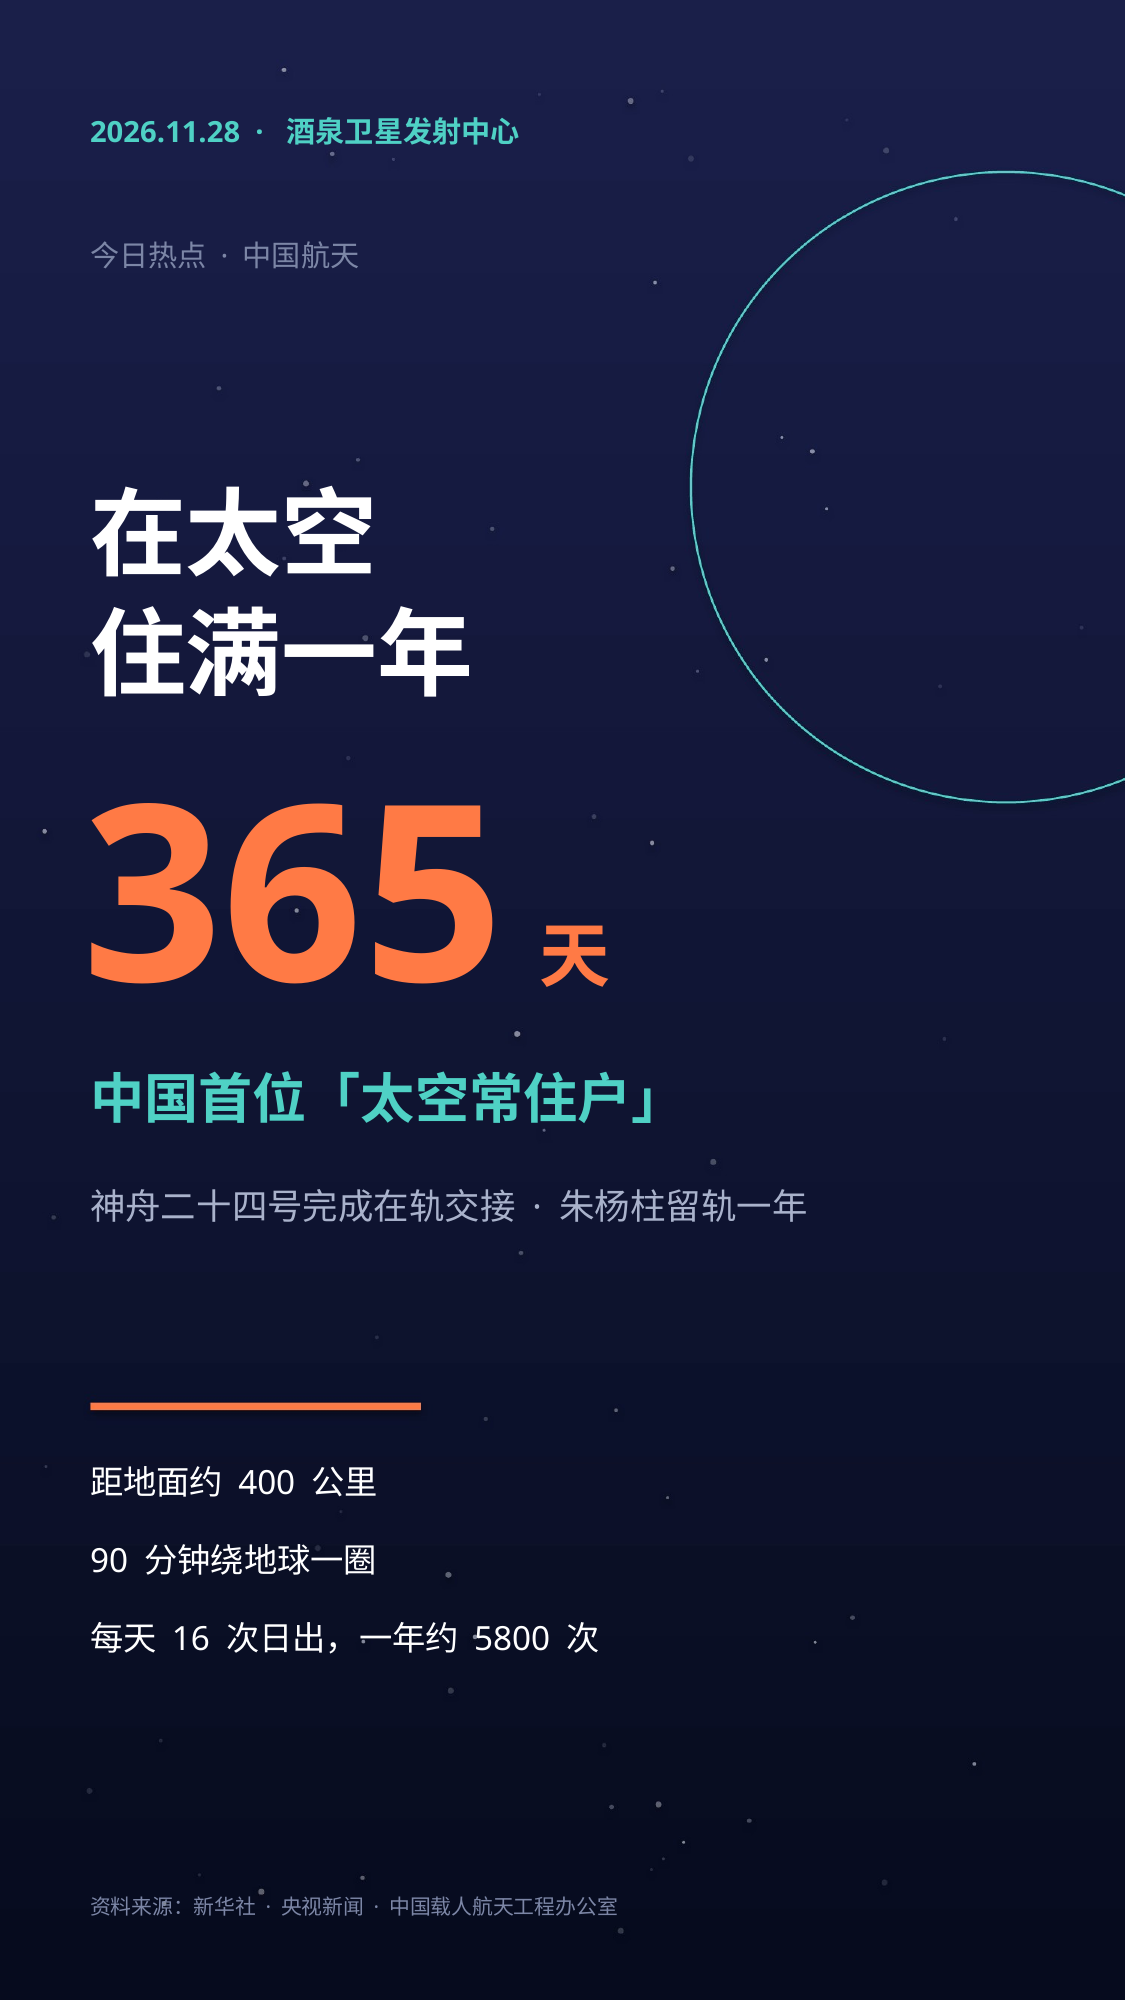 2026.11.28 · 酒泉卫星发射中心
今日热点 · 中国航天
在太空
住满一年
365 天
中国首位「太空常住户」
神舟二十四号完成在轨交接 · 朱杨柱留轨一年
距地面约 400 公里
90 分钟绕地球一圈
每天 16 次日出，一年约 5800 次
资料来源：新华社 · 央视新闻 · 中国载人航天工程办公室